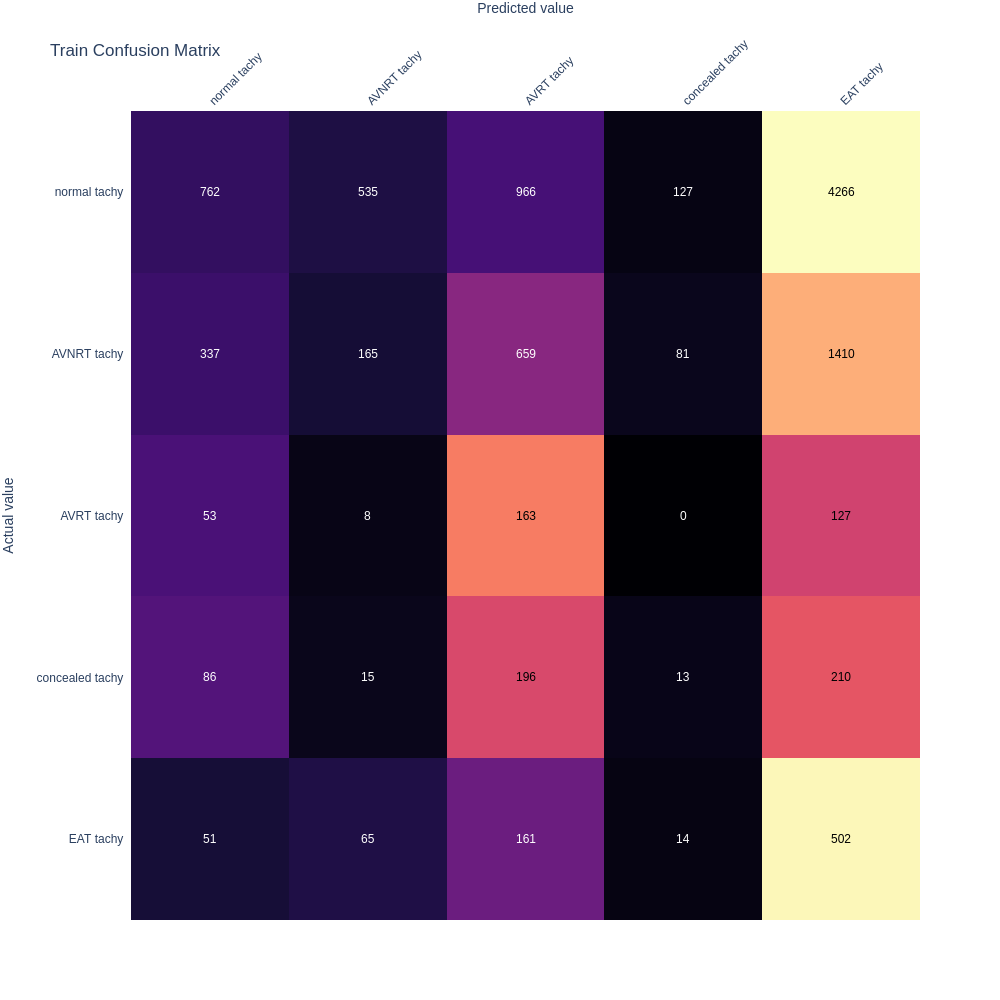 Predicted value
Train Confusion Matrix
normal tachy
AVNRT tachy
AVRT tachy
concealed tachy
EAT tachy
Actual value
normal tachy 762 535 966 127 4266
AVNRT tachy 337 165 659 81 1410
AVRT tachy 53 8 163 0 127
concealed tachy 86 15 196 13 210
EAT tachy 51 65 161 14 502